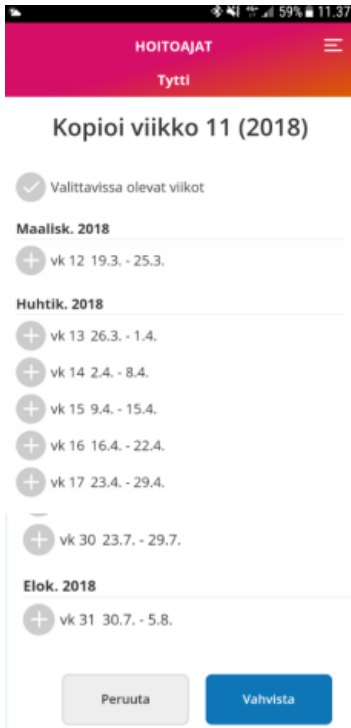 59% 11.37
HOITOAJAT
Tytti
Kopioi viikko 11 (2018)
Valittavissa olevat viikot
Maalisk. 2018
vk 12 19.3. - 25.3.
Huhtik. 2018
vk 13 26.3. - 1.4.
vk 14 2.4. - 8.4.
vk 15 9.4. - 15.4.
vk 16 16.4. - 22.4.
vk 17 23.4. - 29.4.
vk 30 23.7. - 29.7.
Elok. 2018
vk 31 30.7. - 5.8.
Peruuta Vahvista